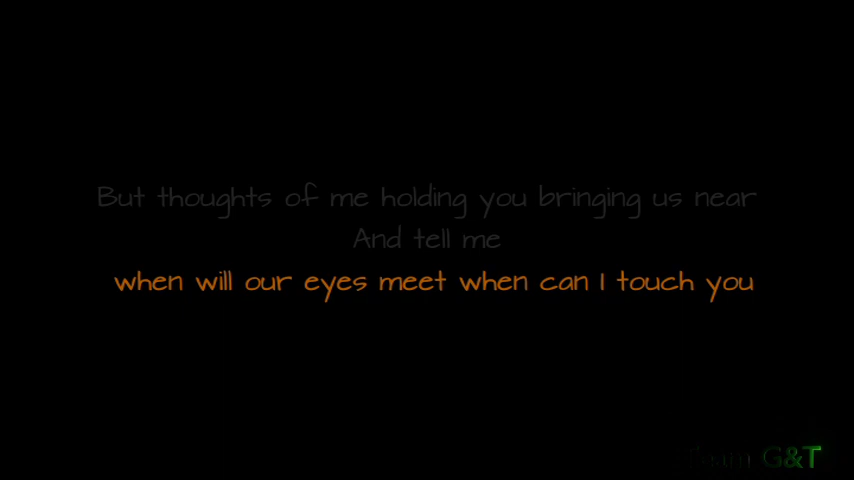 But thoughts of me holding you bringing us near
And tell me
when will our eyes meet when can I touch you
Team G&T